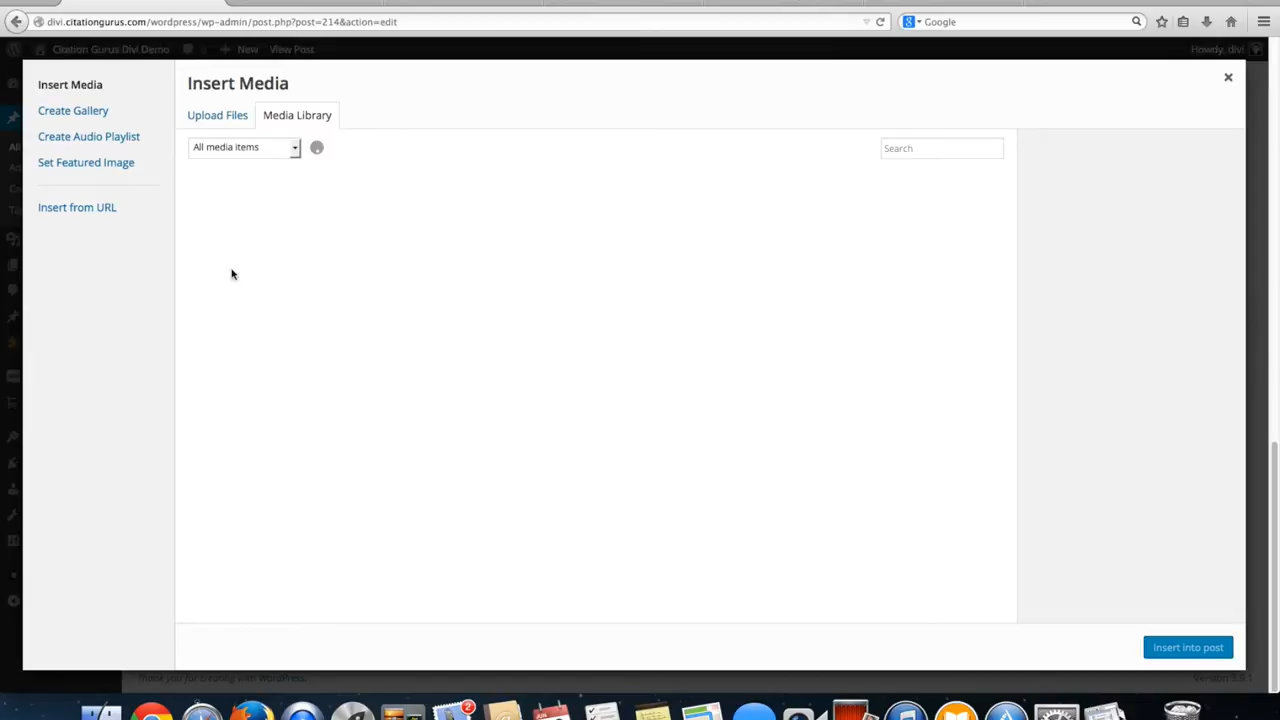 divi.citationgurus.com/wordpress/wp-admin/post.php?post=214&action=edit
Google
Citation Gurus Divi Demo
New
View Post
Howdy, divi
Insert Media
Create Gallery
Create Audio Playlist
Set Featured Image
Insert from URL
Insert Media
Upload Files
Media Library
All media items
Search
Insert into post
Thank you for creating with WordPress.
Version 3.9.1
2